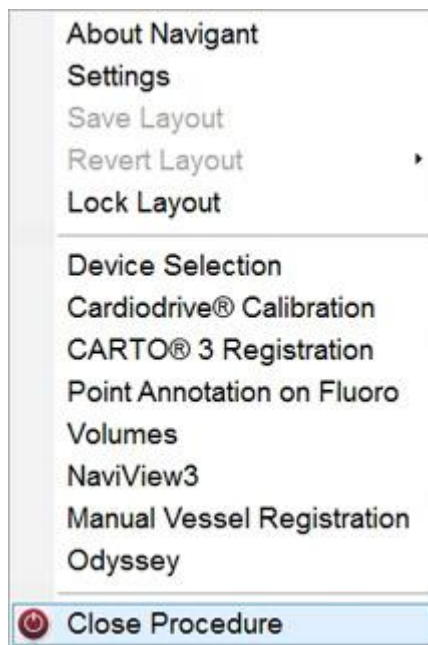 About Navigant
Settings
Save Layout
Revert Layout
Lock Layout
Device Selection
Cardiodrive® Calibration
CARTO® 3 Registration
Point Annotation on Fluoro
Volumes
NaviView3
Manual Vessel Registration
Odyssey
Close Procedure